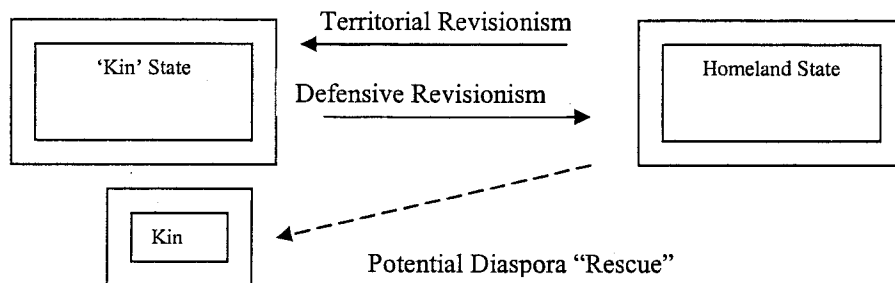 Territorial Revisionism
‘Kin’ State
Homeland State
Defensive Revisionism
Kin
Potential Diaspora “Rescue”